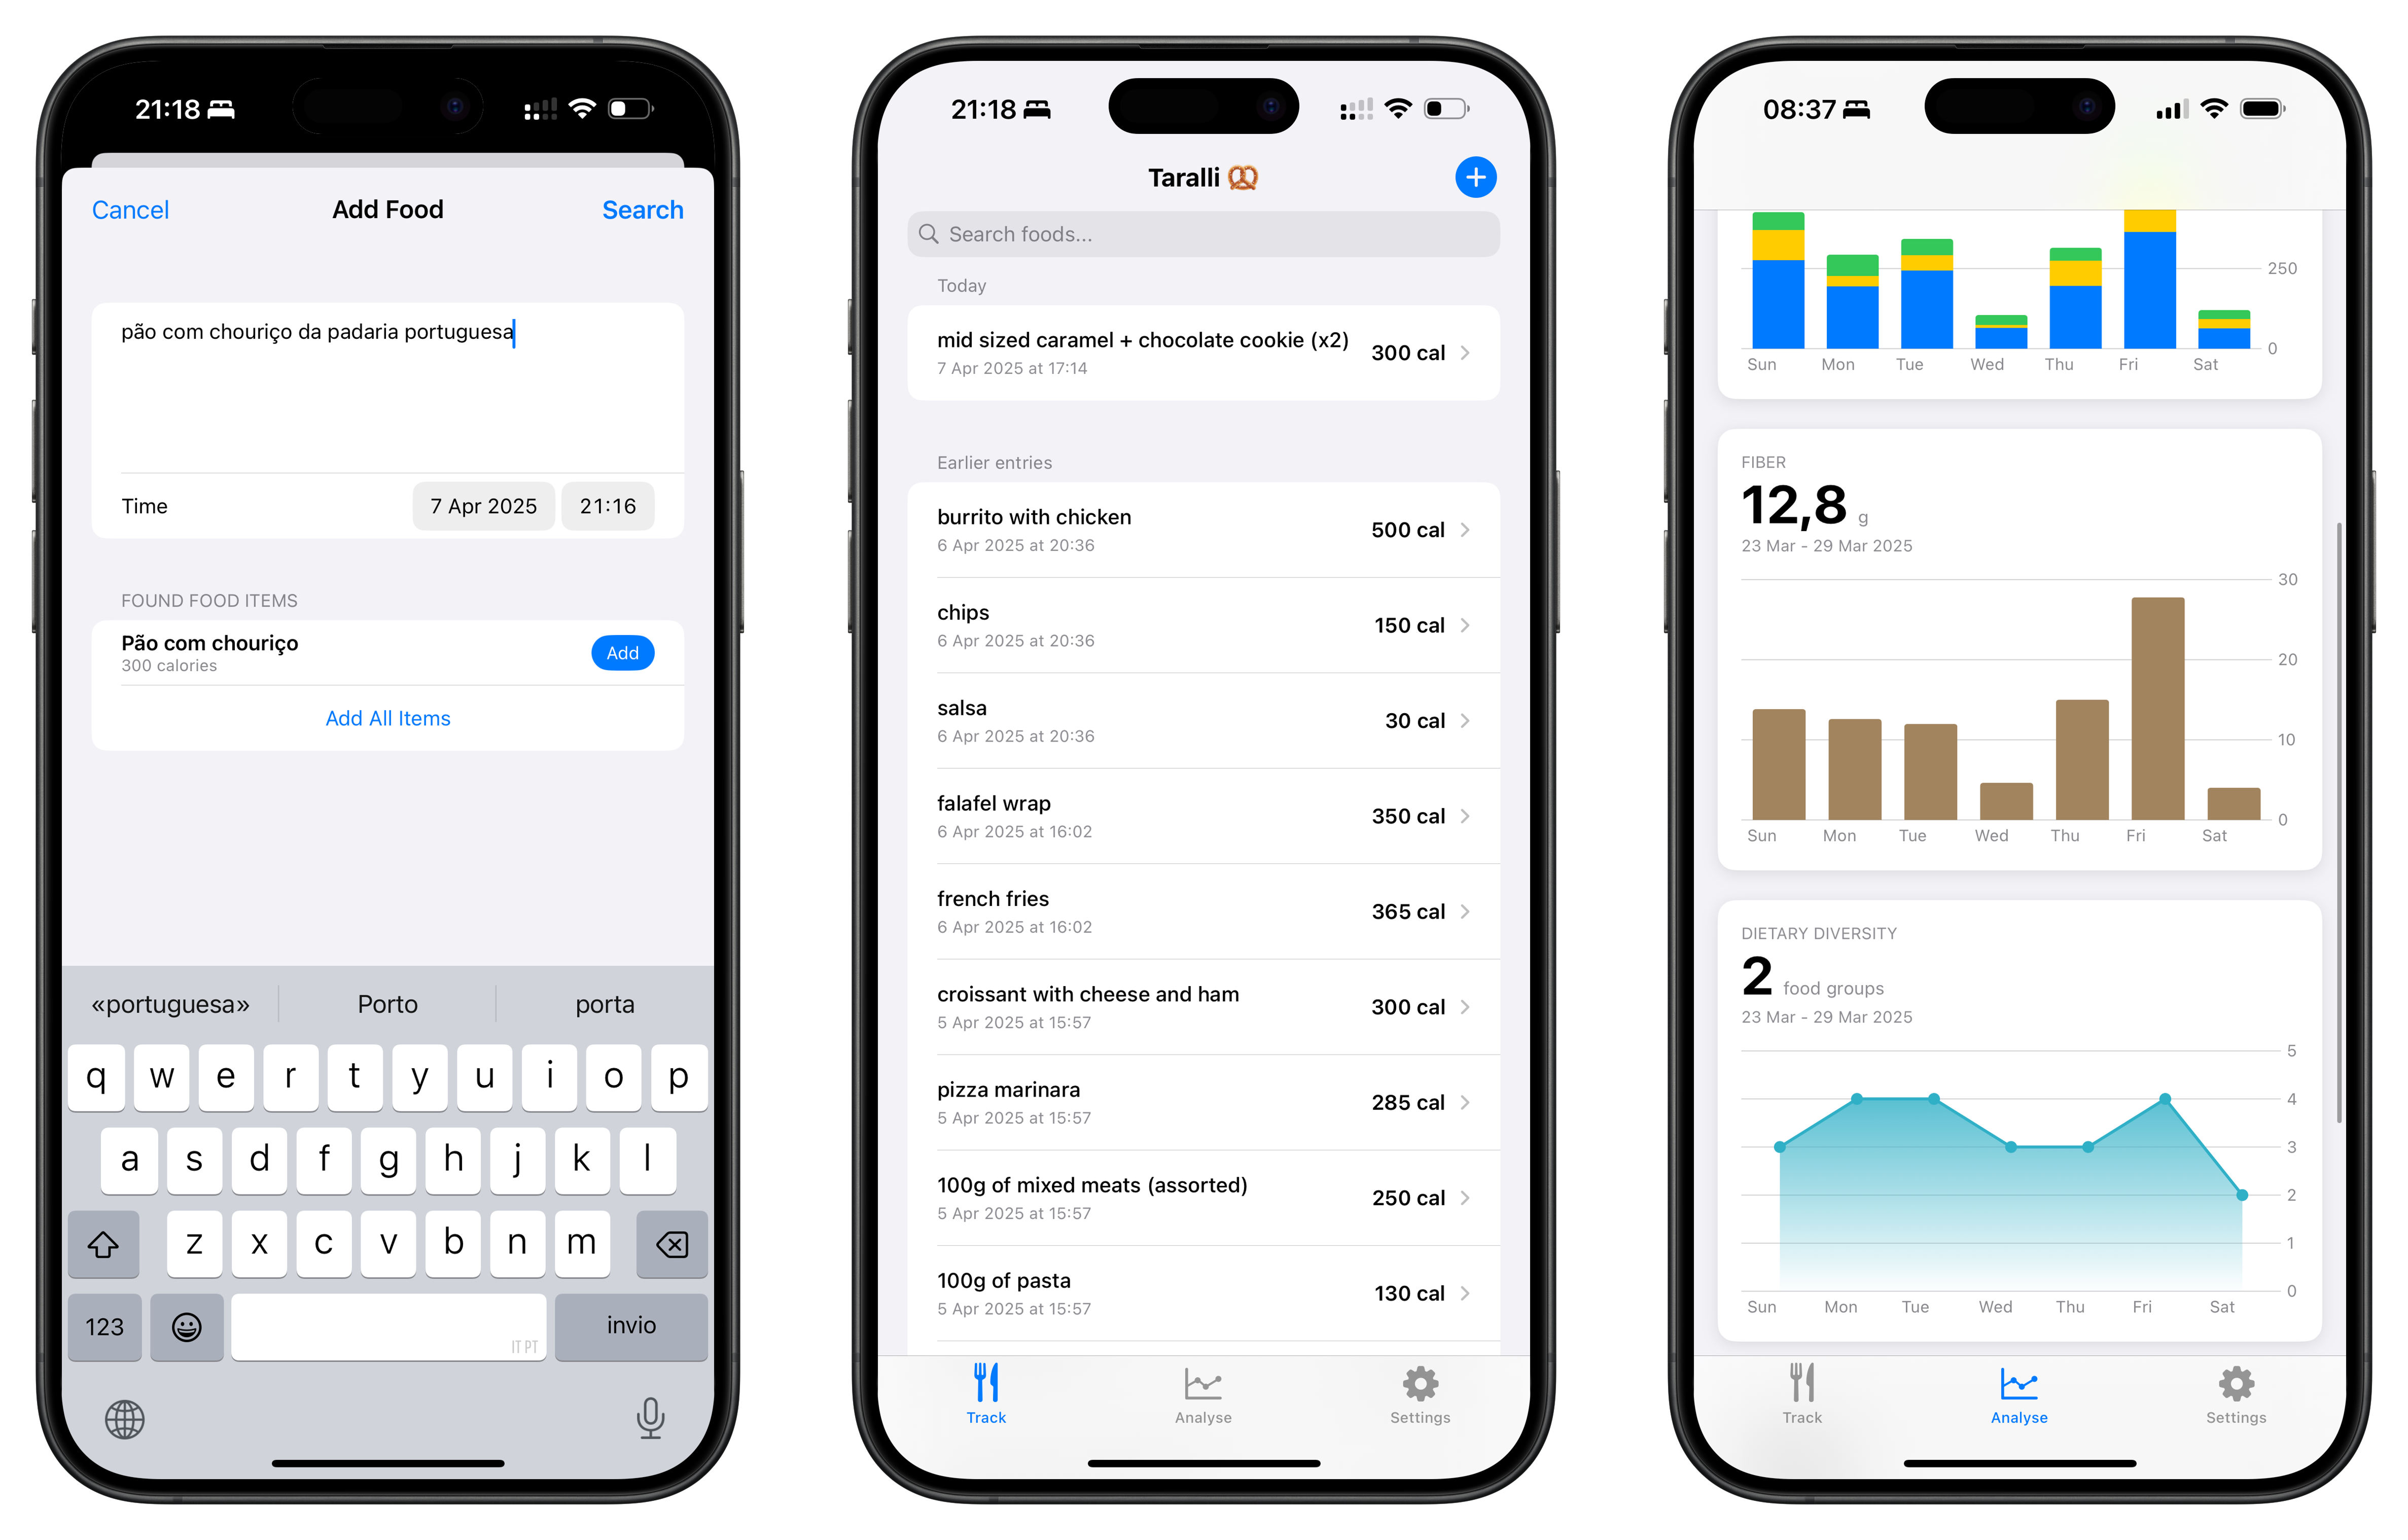 21:18
Cancel
Add Food
Search
pão com chouriço da padaria portuguesa
Time
7 Apr 2025
21:16
FOUND FOOD ITEMS
Pão com chouriço
300 calories
Add
Add All Items
«portuguesa»
Porto
porta
q w e r t y u i o p
a s d f g h j k l
z x c v b n m
123
IT PT
invio
21:18
Taralli 🥨
Search foods...
Today
mid sized caramel + chocolate cookie (x2)
300 cal
7 Apr 2025 at 17:14
Earlier entries
burrito with chicken
500 cal
6 Apr 2025 at 20:36
chips
150 cal
6 Apr 2025 at 20:36
salsa
30 cal
6 Apr 2025 at 20:36
falafel wrap
350 cal
6 Apr 2025 at 16:02
french fries
365 cal
6 Apr 2025 at 16:02
croissant with cheese and ham
300 cal
5 Apr 2025 at 15:57
pizza marinara
285 cal
5 Apr 2025 at 15:57
100g of mixed meats (assorted)
250 cal
5 Apr 2025 at 15:57
100g of pasta
130 cal
5 Apr 2025 at 15:57
Track
Analyse
Settings
08:37
250
0
Sun Mon Tue Wed Thu Fri Sat
FIBER
12,8 g
23 Mar - 29 Mar 2025
30
20
10
0
Sun Mon Tue Wed Thu Fri Sat
DIETARY DIVERSITY
2 food groups
23 Mar - 29 Mar 2025
5
4
3
2
1
0
Sun Mon Tue Wed Thu Fri Sat
Track
Analyse
Settings